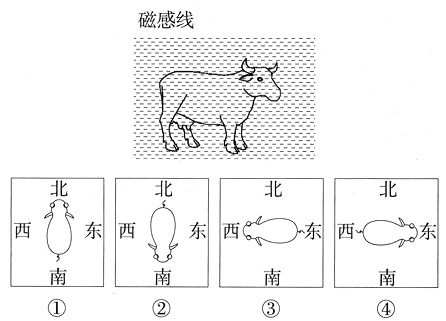 磁感线
北 北 北 北
西 东 西 东 西 东 西 东
南 南 南 南
① ② ③ ④